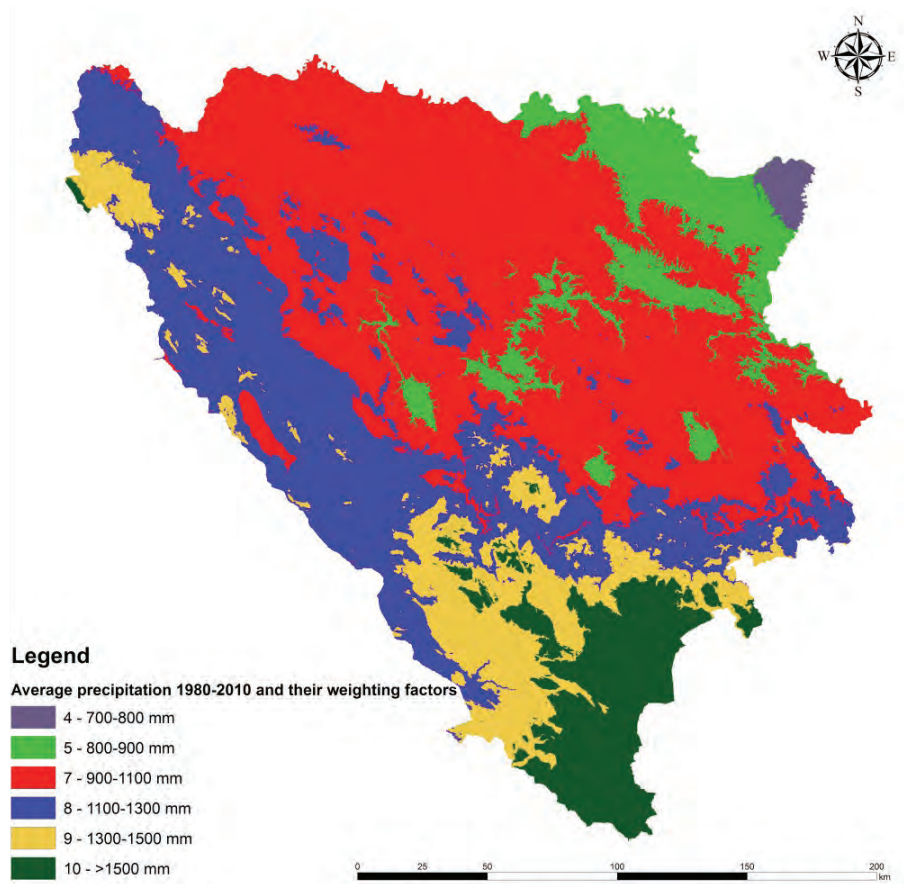 N
W E
S
Legend
Average precipitation 1980-2010 and their weighting factors
4 - 700-800 mm
5 - 800-900 mm
7 - 900-1100 mm
8 - 1100-1300 mm
9 - 1300-1500 mm
10 - >1500 mm
0 25 50 100 150 200
km